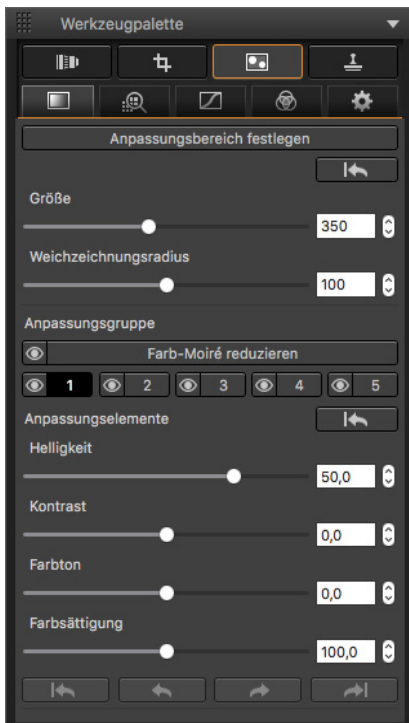 Werkzeugpalette
Anpassungsbereich festlegen
Größe
350
Weichzeichnungsradius
100
Anpassungsgruppe
Farb-Moiré reduzieren
1 2 3 4 5
Anpassungselemente
Helligkeit
50,0
Kontrast
0,0
Farbton
0,0
Farbsättigung
100,0